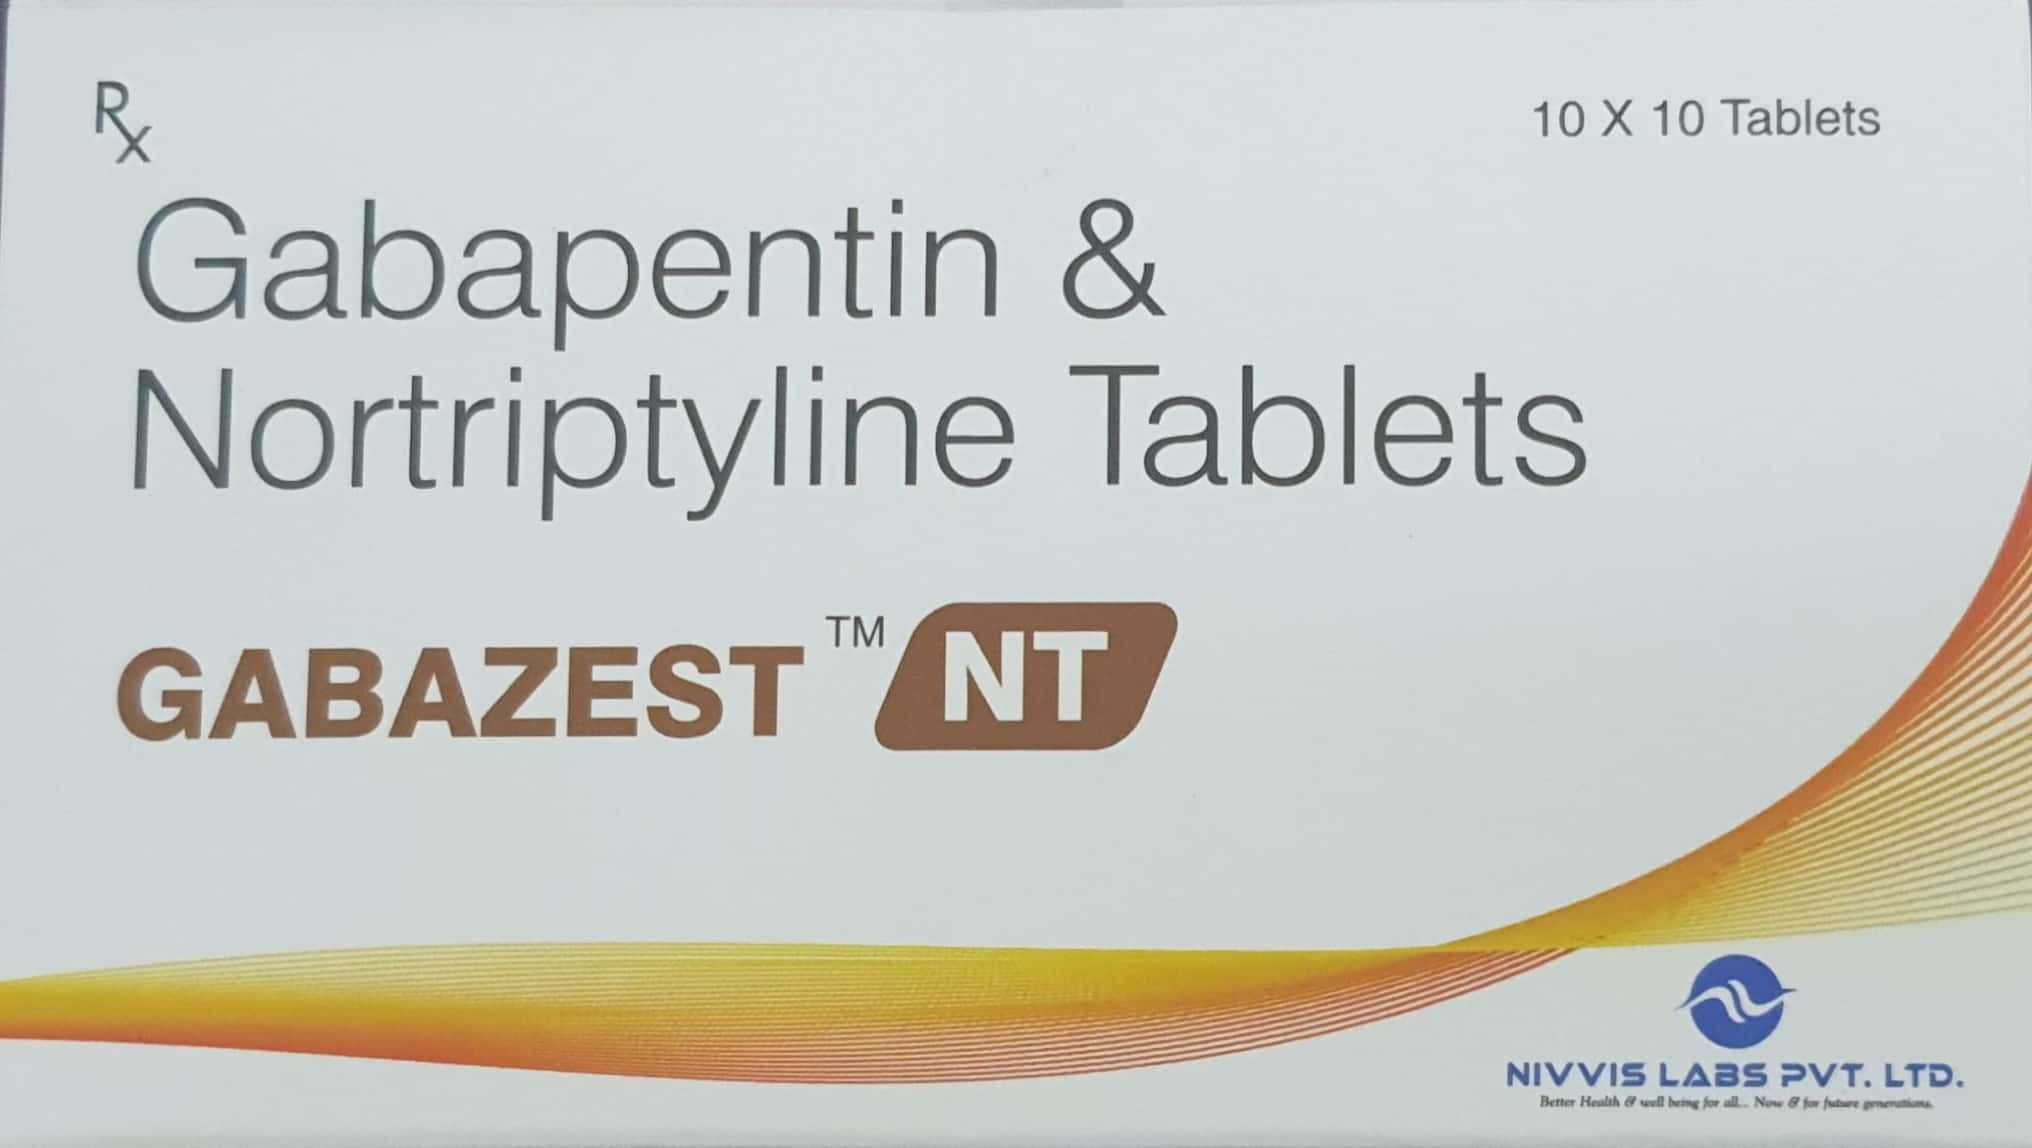 Rx
10 X 10 Tablets
Gabapentin &
Nortriptyline Tablets
GABAZEST™ NT
NIVVIS LABS PVT. LTD.
Better Health & well being for all... Now & for future generations.